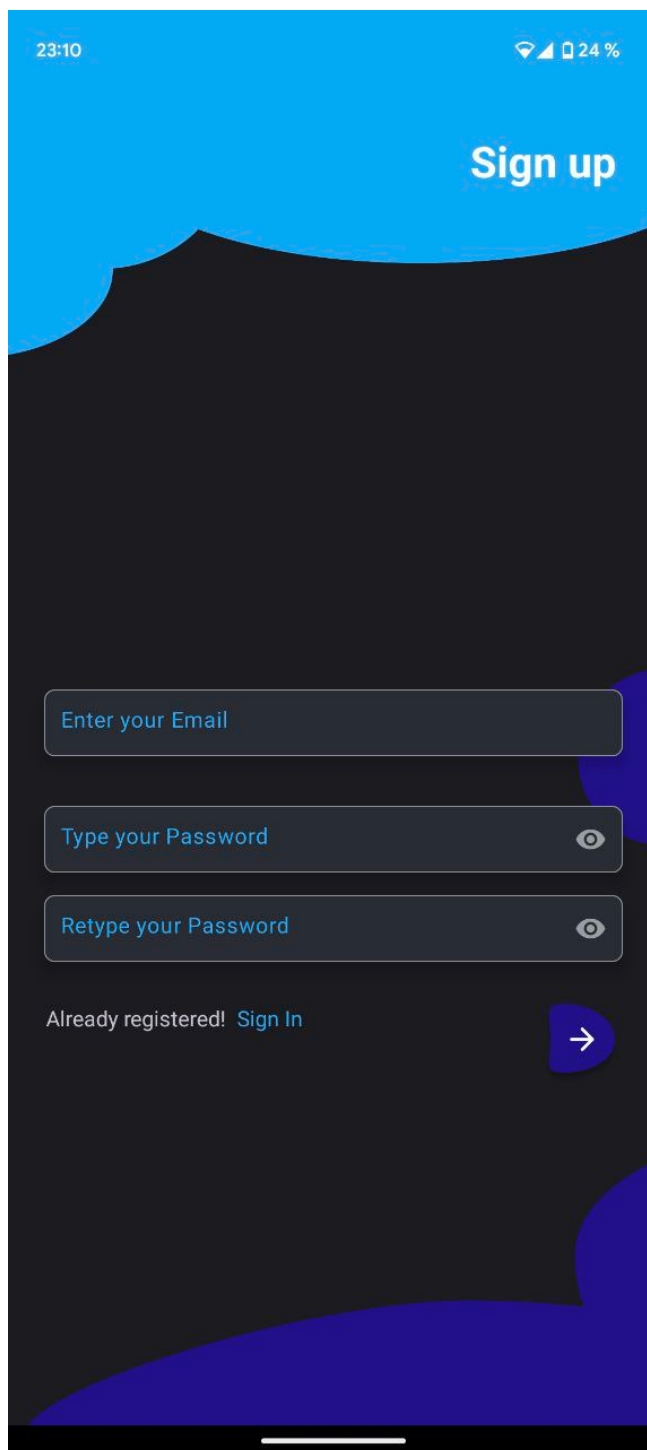 23:10 24 %
Sign up
Enter your Email
Type your Password
Retype your Password
Already registered! Sign In